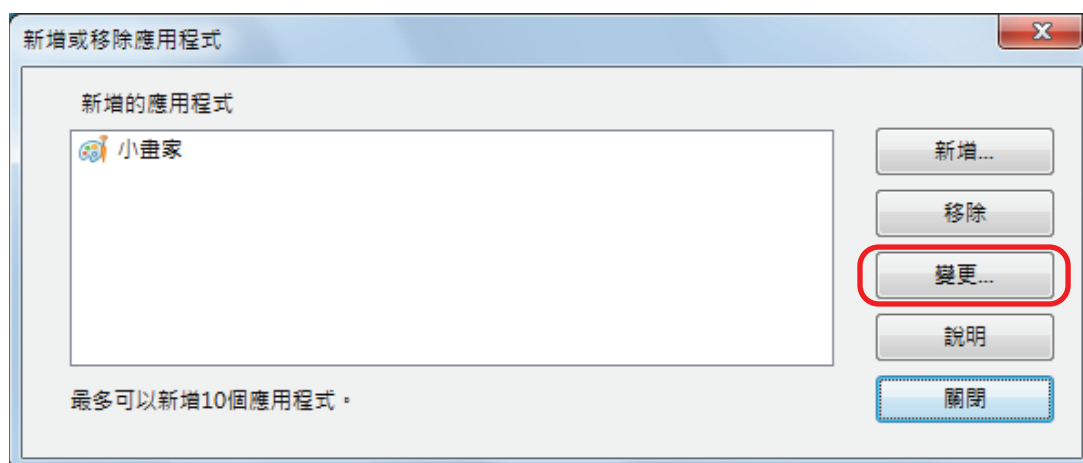 新增或移除應用程式
新增的應用程式
小畫家
新增...
移除
變更...
說明
關閉
最多可以新增10個應用程式。